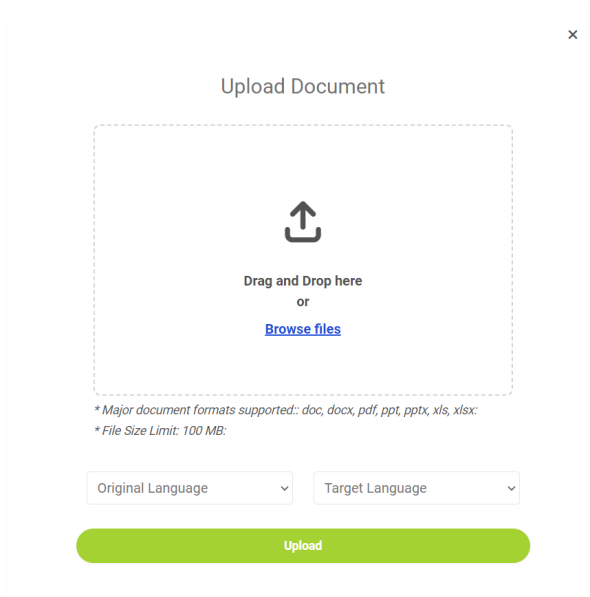 ×
Upload Document
Drag and Drop here
or
Browse files
* Major document formats supported:: doc, docx, pdf, ppt, pptx, xls, xlsx:
* File Size Limit: 100 MB:
Original Language
Target Language
Upload